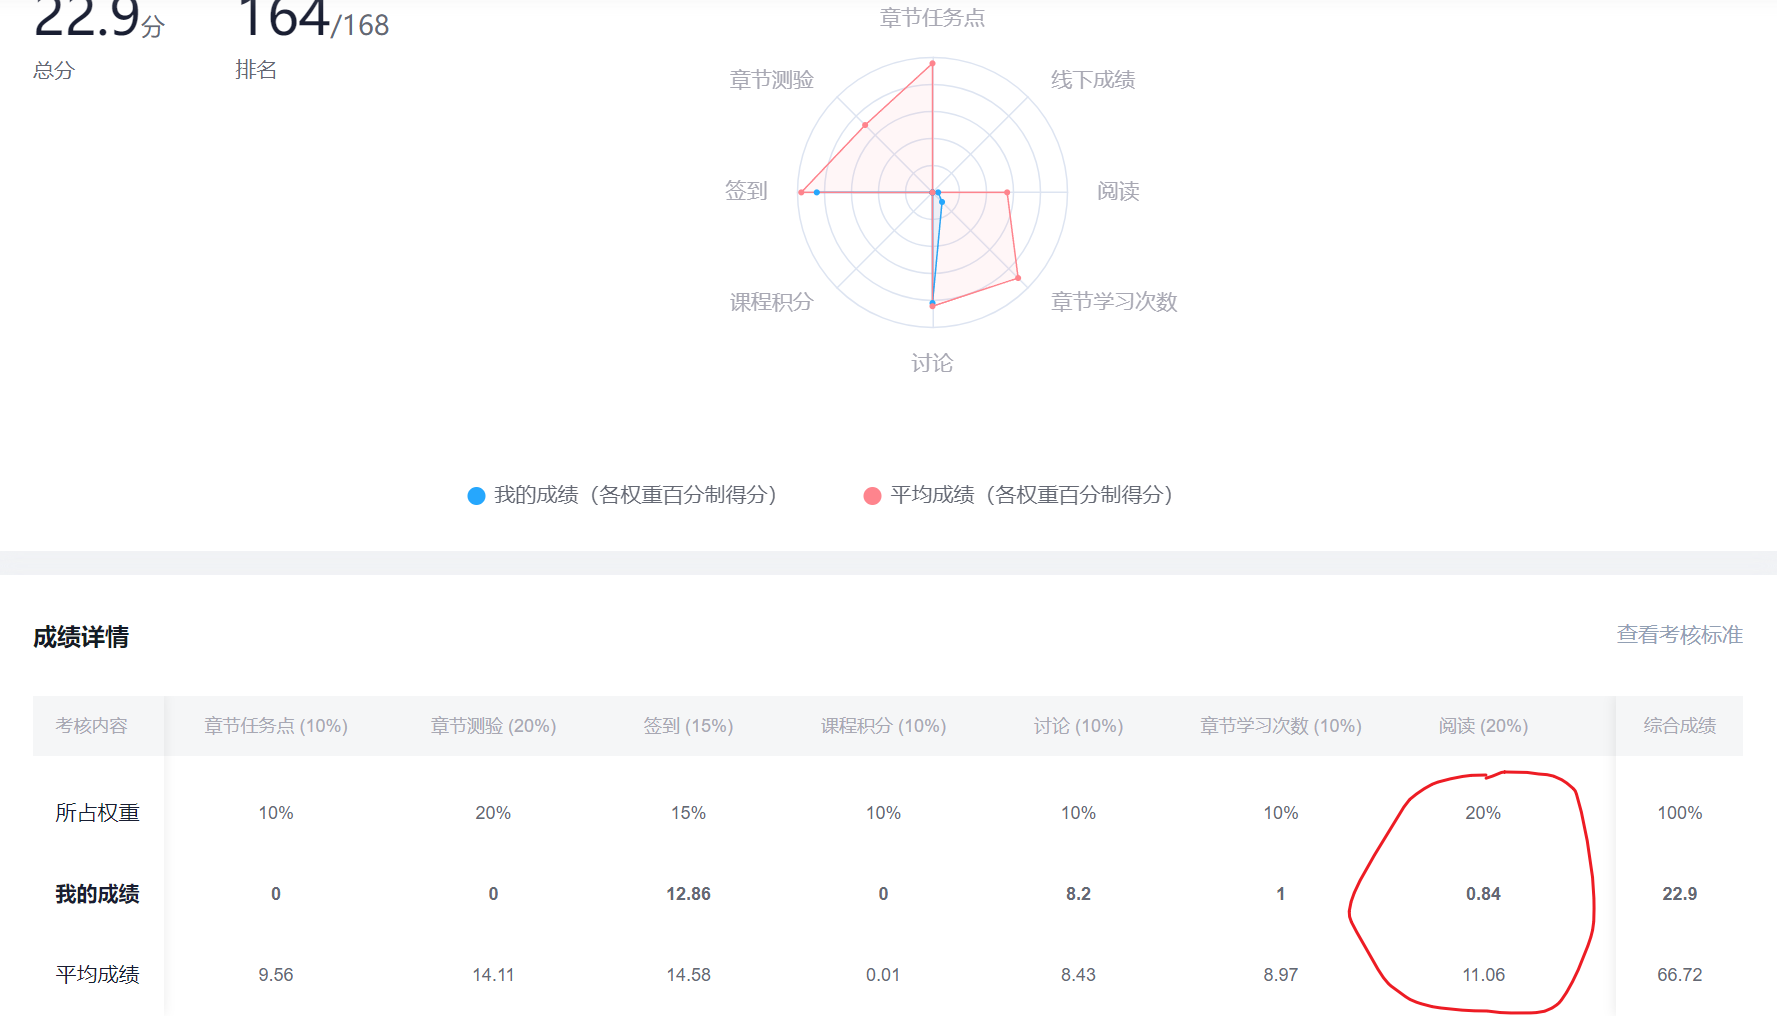 22.9分 164/168
总分 排名
章节任务点
章节测验 线下成绩
签到 阅读
课程积分 章节学习次数
讨论
我的成绩（各权重百分制得分） 平均成绩（各权重百分制得分）
成绩详情 查看考核标准
考核内容 章节任务点 (10%) 章节测验 (20%) 签到 (15%) 课程积分 (10%) 讨论 (10%) 章节学习次数 (10%) 阅读 (20%) 综合成绩
所占权重 10% 20% 15% 10% 10% 10% 20% 100%
我的成绩 0 0 12.86 0 8.2 1 0.84 22.9
平均成绩 9.56 14.11 14.58 0.01 8.43 8.97 11.06 66.72